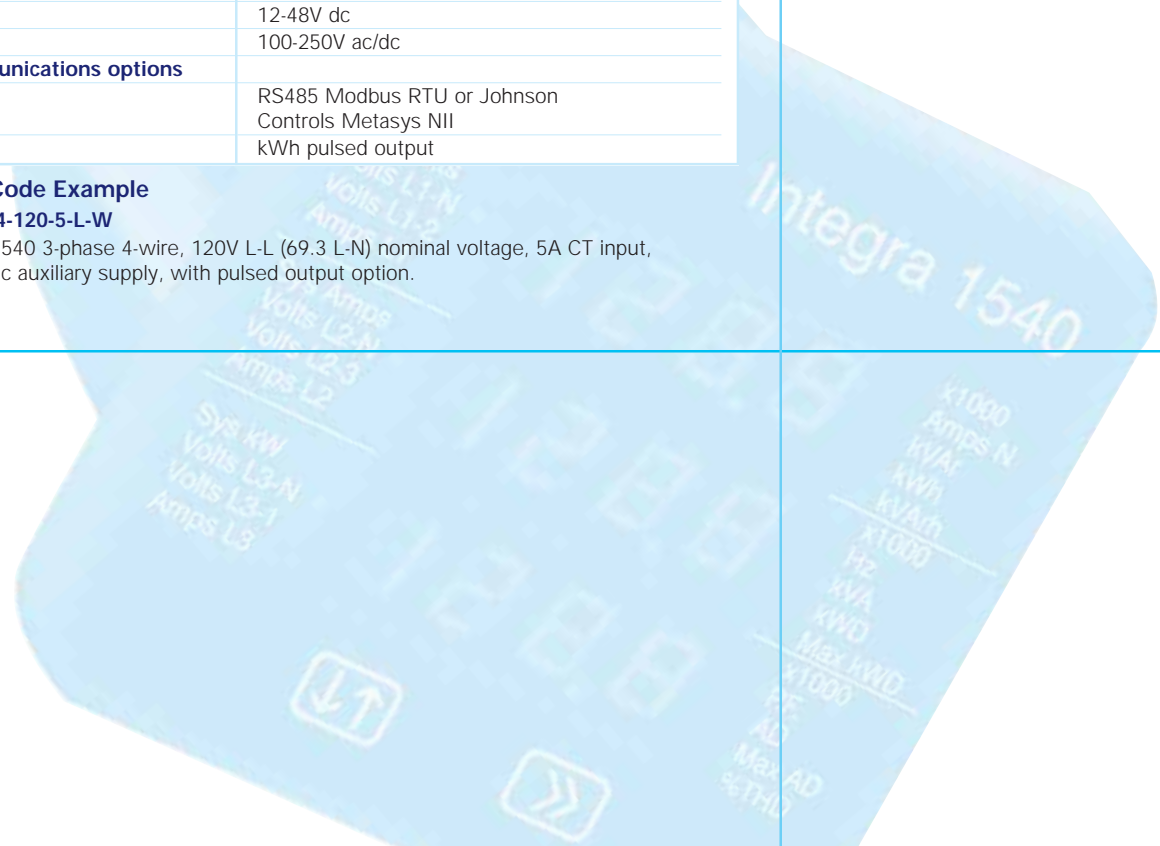 12-48V dc
100-250V ac/dc
unications options
RS485 Modbus RTU or Johnson
Controls Metasys NII
kWh pulsed output
Code Example
4-120-5-L-W
540 3-phase 4-wire, 120V L-L (69.3 L-N) nominal voltage, 5A CT input,
c auxiliary supply, with pulsed output option.
Integra 1540
Volts L1-N
Volts L1-2
Amps
Amps
Volts L2-N
Volts L2-3
Amps L2
Sys kW
Volts L3-N
Volts L3-1
Amps L3
x1000
Amps N
kVAr
kWh
kVArh
x1000
Hz
kVA
kWD
Max kWD
x1000
PF
AD
Max AD
%THD